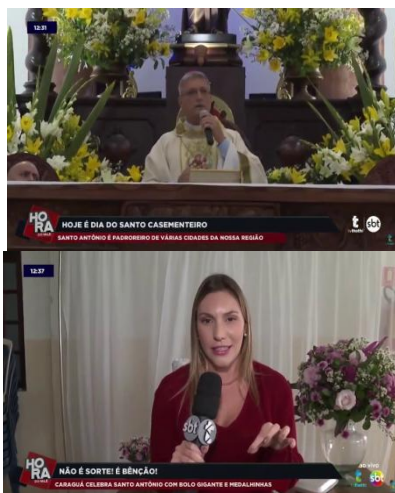 12:31
HORA
HOJE É DIA DO SANTO CASEMENTEIRO
SANTO ANTÔNIO É PADROREIRO DE VÁRIAS CIDADES DA NOSSA REGIÃO
t
sbt
12:37
sbt
HORA
NÃO É SORTE! É BÊNÇÃO!
CARAGUÁ CELEBRA SANTO ANTÔNIO COM BOLO GIGANTE E MEDALHINHAS
ao vivo
t
sbt